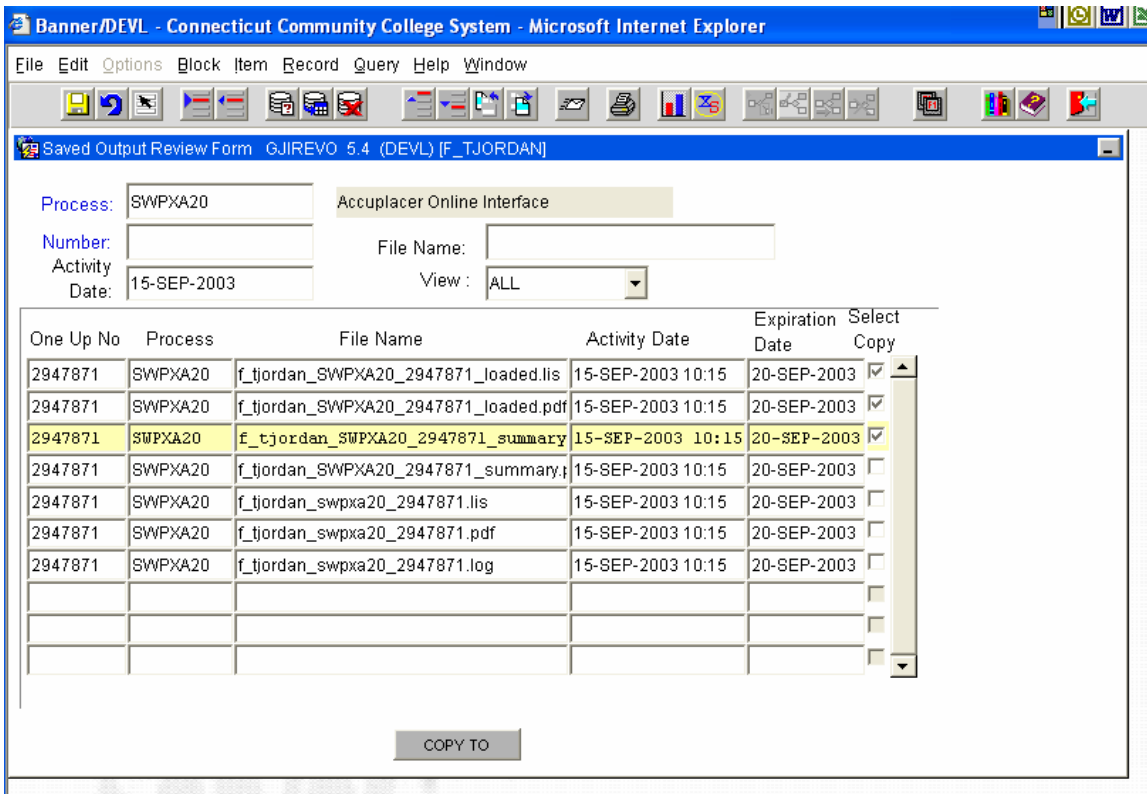 Banner/DEVL - Connecticut Community College System - Microsoft Internet Explorer
File Edit Options Block Item Record Query Help Window
Saved Output Review Form GJIREVO 5.4 (DEVL) [F_TJORDAN]
Process: SWPXA20 Accuplacer Online Interface
Number: File Name:
Activity Date: 15-SEP-2003 View : ALL
One Up No Process File Name Activity Date Expiration Date Select Copy
2947871 SWPXA20 f_tjordan_SWPXA20_2947871_loaded.lis 15-SEP-2003 10:15 20-SEP-2003
2947871 SWPXA20 f_tjordan_SWPXA20_2947871_loaded.pdf 15-SEP-2003 10:15 20-SEP-2003
2947871 SWPXA20 f_tjordan_SWPXA20_2947871_summary 15-SEP-2003 10:15 20-SEP-2003
2947871 SWPXA20 f_tjordan_SWPXA20_2947871_summary. 15-SEP-2003 10:15 20-SEP-2003
2947871 SWPXA20 f_tjordan_swpxa20_2947871.lis 15-SEP-2003 10:15 20-SEP-2003
2947871 SWPXA20 f_tjordan_swpxa20_2947871.pdf 15-SEP-2003 10:15 20-SEP-2003
2947871 SWPXA20 f_tjordan_swpxa20_2947871.log 15-SEP-2003 10:15 20-SEP-2003
COPY TO